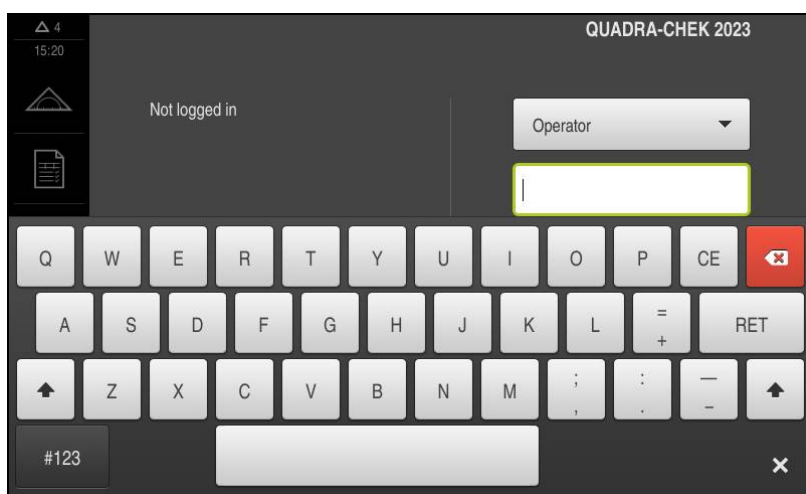 4
15:20
QUADRA-CHEK 2023
Not logged in
Operator
Q W E R T Y U I O P CE
A S D F G H J K L = + RET
Z X C V B N M ; , : . — –
#123